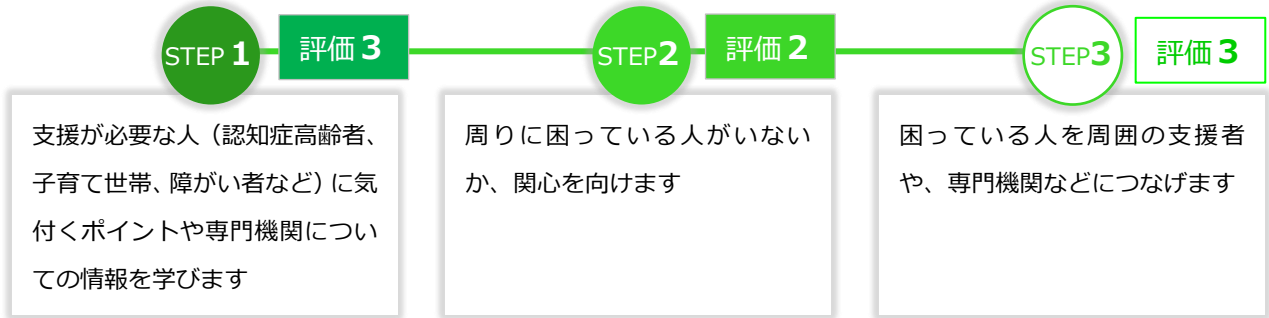 STEP 1 評価 3
支援が必要な人（認知症高齢者、
子育て世帯、障がい者など）に気
付くポイントや専門機関につい
ての情報を学びます
STEP2 評価 2
周りに困っている人がいない
か、関心を向けます
STEP3 評価 3
困っている人を周囲の支援者
や、専門機関などにつなげます